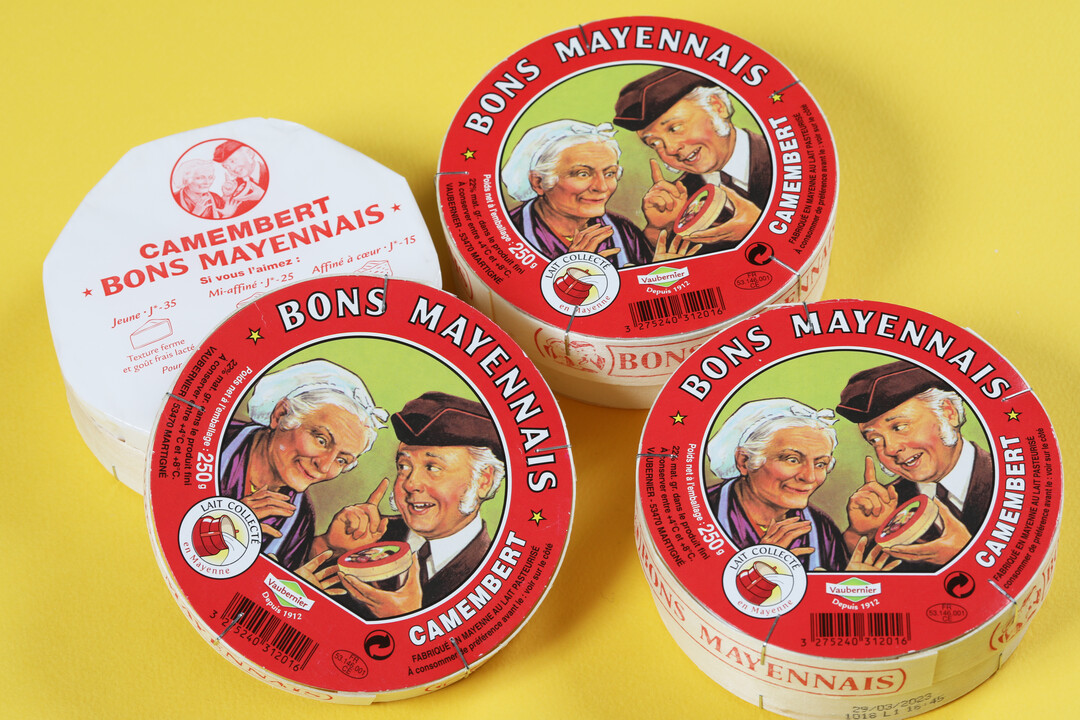 CAMEMBERT
BONS MAYENNAIS
Si vous l'aimez :
Jeune - J°-35
Mi-affiné - J°-25
Affiné à cœur - J°-15
Texture ferme
et goût frais lacté
Pour
BONS MAYENNAIS
CAMEMBERT
FABRIQUÉ EN MAYENNE AU LAIT PASTEURISÉ
À consommer de préférence avant le : voir sur le côté
Poids net à l'emballage : 250g
22% mat. gr. dans le produit fini
A conserver entre +4°C et +8°C.
VAUBERNIER - 53470 MARTIGNÉ
LAIT COLLECTÉ
en Mayenne
Vaubernier
Depuis 1912
3 275240 312016
FR
53.146.001
CE
BONS
BONS MAYENNAIS
CAMEMBERT
FABRIQUÉ EN MAYENNE AU LAIT PASTEURISÉ
À consommer de préférence avant le : voir sur le côté
Poids net à l'emballage : 250g
22% mat. gr. dans le produit fini
A conserver entre +4°C et +8°C.
VAUBERNIER - 53470 MARTIGNÉ
LAIT COLLECTÉ
en Mayenne
Vaubernier
Depuis 1912
3 275240 312016
FR
53.146.001
CE
BONS MAYENNAIS
CAMEMBERT
FABRIQUÉ EN MAYENNE AU LAIT PASTEURISÉ
À consommer de préférence avant le : voir sur le côté
Poids net à l'emballage : 250g
22% mat. gr. dans le produit fini
A conserver entre +4°C et +8°C.
VAUBERNIER - 53470 MARTIGNÉ
LAIT COLLECTÉ
en Mayenne
Vaubernier
Depuis 1912
3 275240 312016
FR
53.146.001
CE
BONS MAYENNAIS
29/03/2023
1016 L1 15:45